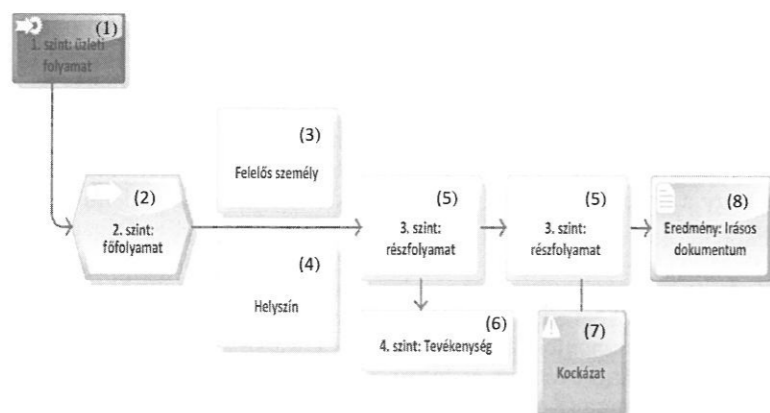 (1)
1. szint: üzleti
folyamat
(3)
Felelős személy
(2)
2. szint:
főfolyamat
(5)
3. szint:
részfolyamat
(5)
3. szint:
részfolyamat
(8)
Eredmény: Irásos
dokumentum
(4)
Helyszín
(6)
4. szint: Tevékenység
(7)
Kockázat